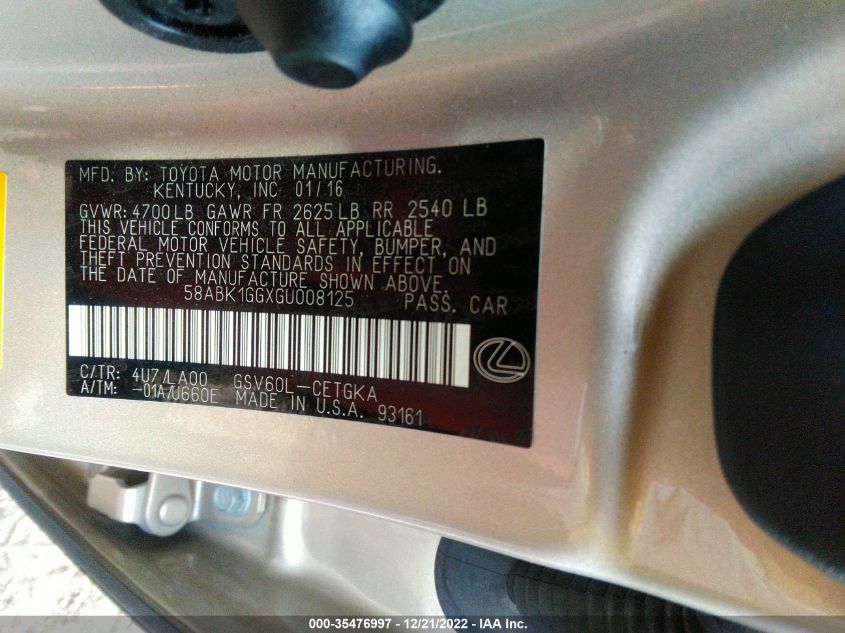 MFD. BY: TOYOTA MOTOR MANUFACTURING.
KENTUCKY, INC 01/16
GVWR: 4700 LB GAWR FR 2625 LB RR 2540 LB
THIS VEHICLE CONFORMS TO ALL APPLICABLE
FEDERAL MOTOR VEHICLE SAFETY, BUMPER, AND
THEFT PREVENTION STANDARDS IN EFFECT ON
THE DATE OF MANUFACTURE SHOWN ABOVE.
58ABK1GGXGU008125 PASS. CAR
C/TR: 4U7/LA00 GSV60L-CETGKA
A/TM: -01A/U660E MADE IN U.S.A. 93161
000-35476997 - 12/21/2022 - IAA Inc.